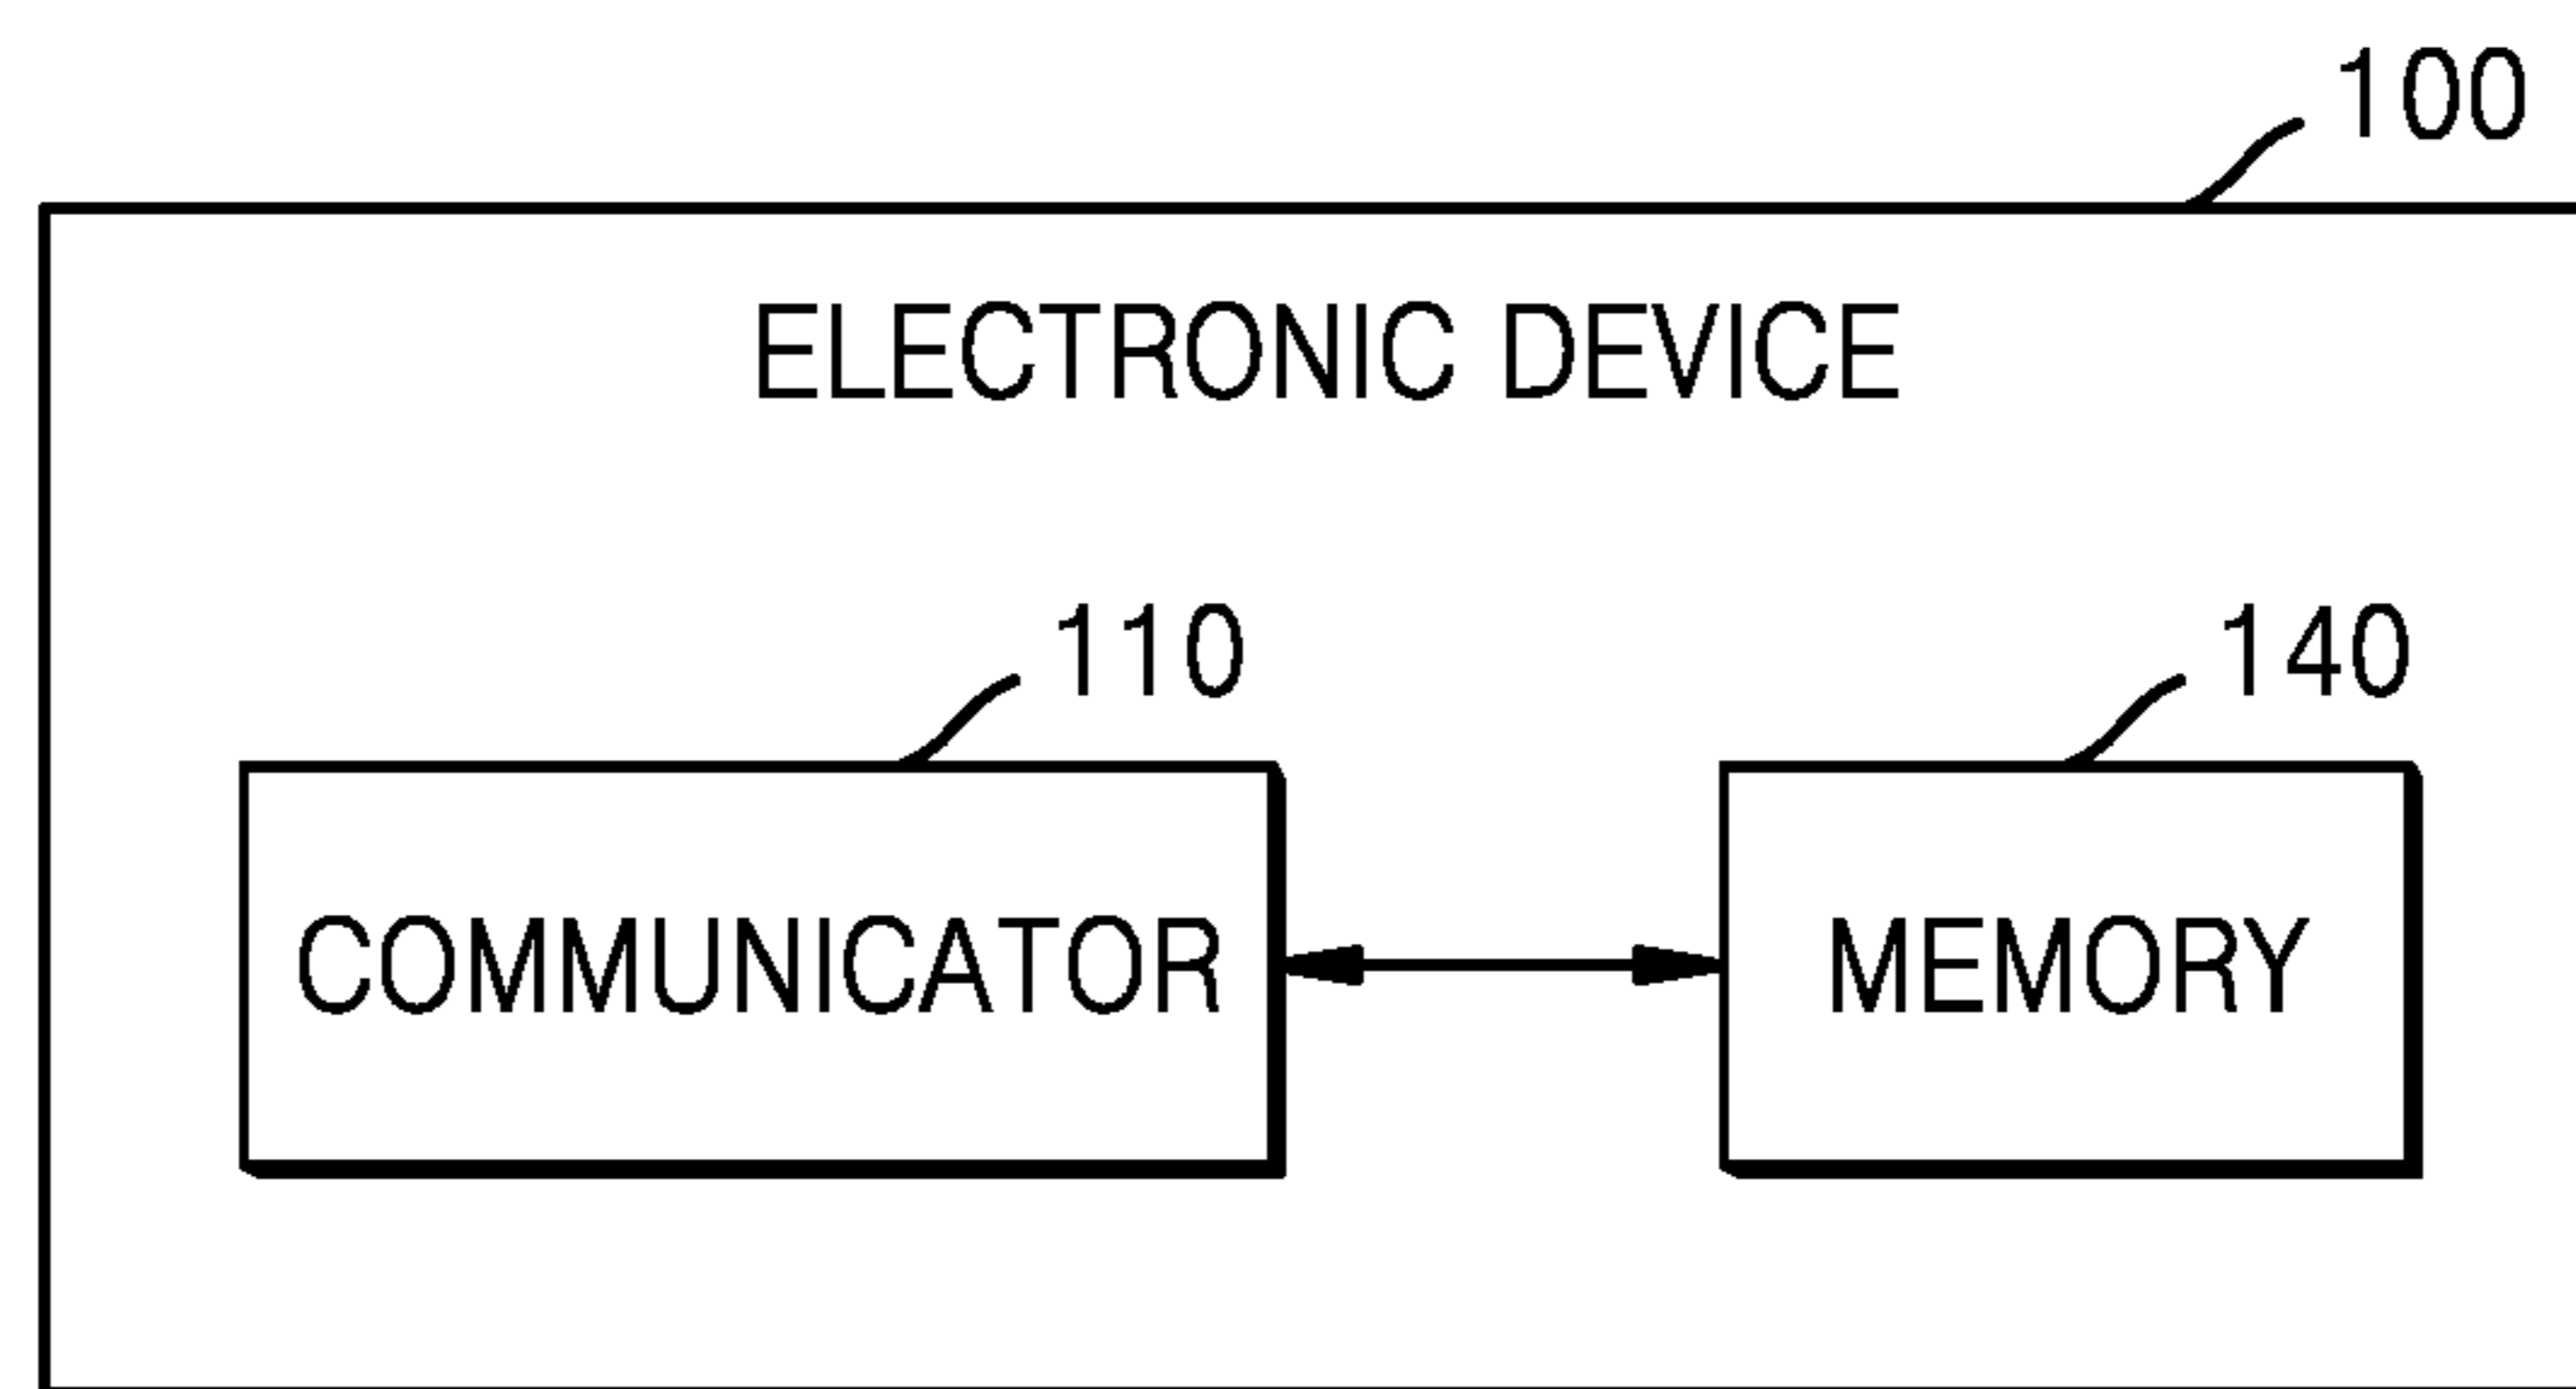 100
ELECTRONIC DEVICE
110
140
COMMUNICATOR
MEMORY